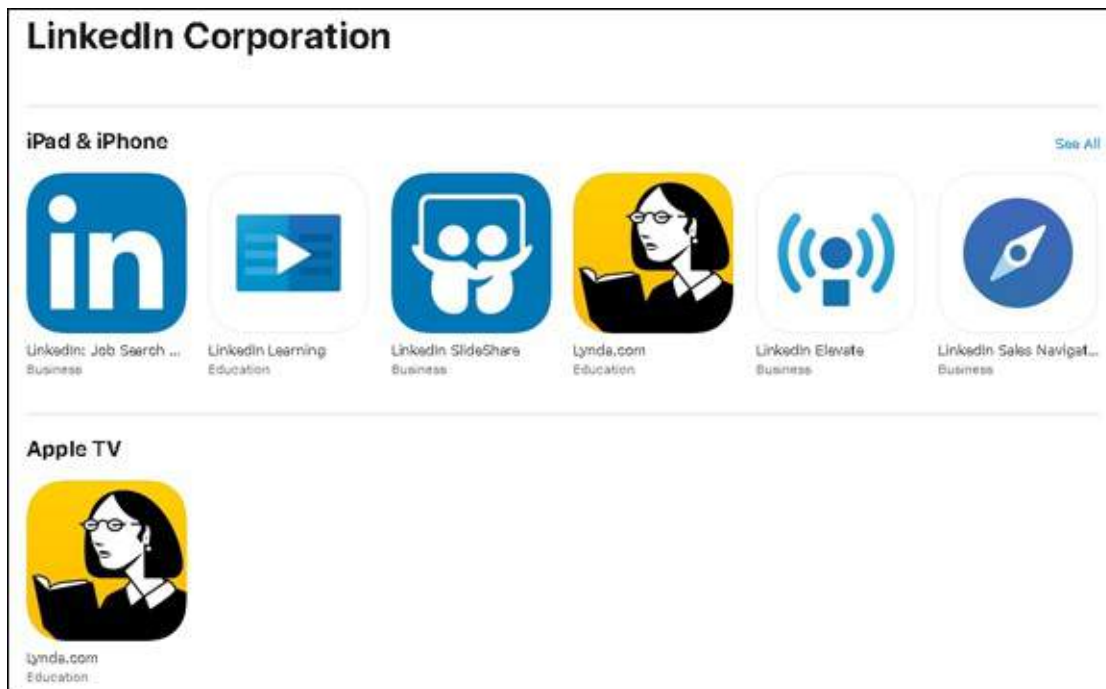 LinkedIn Corporation
iPad & iPhone
See All
in
LinkedIn: Job Search ...
Business
LinkedIn Learning
Education
LinkedIn SlideShare
Business
Lynda.com
Education
LinkedIn Elevate
Business
LinkedIn Sales Navigat...
Business
Apple TV
Lynda.com
Education